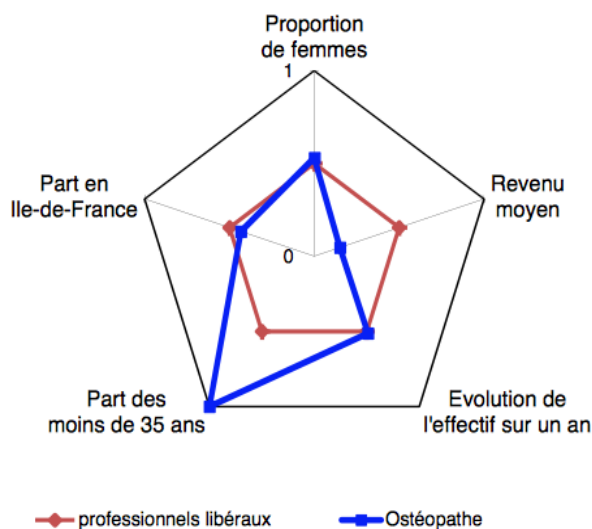 Proportion
de femmes
1
Part en
Ile-de-France
Revenu
moyen
0
Part des
moins de 35 ans
Evolution de
l'effectif sur un an
professionnels libéraux
Ostéopathe